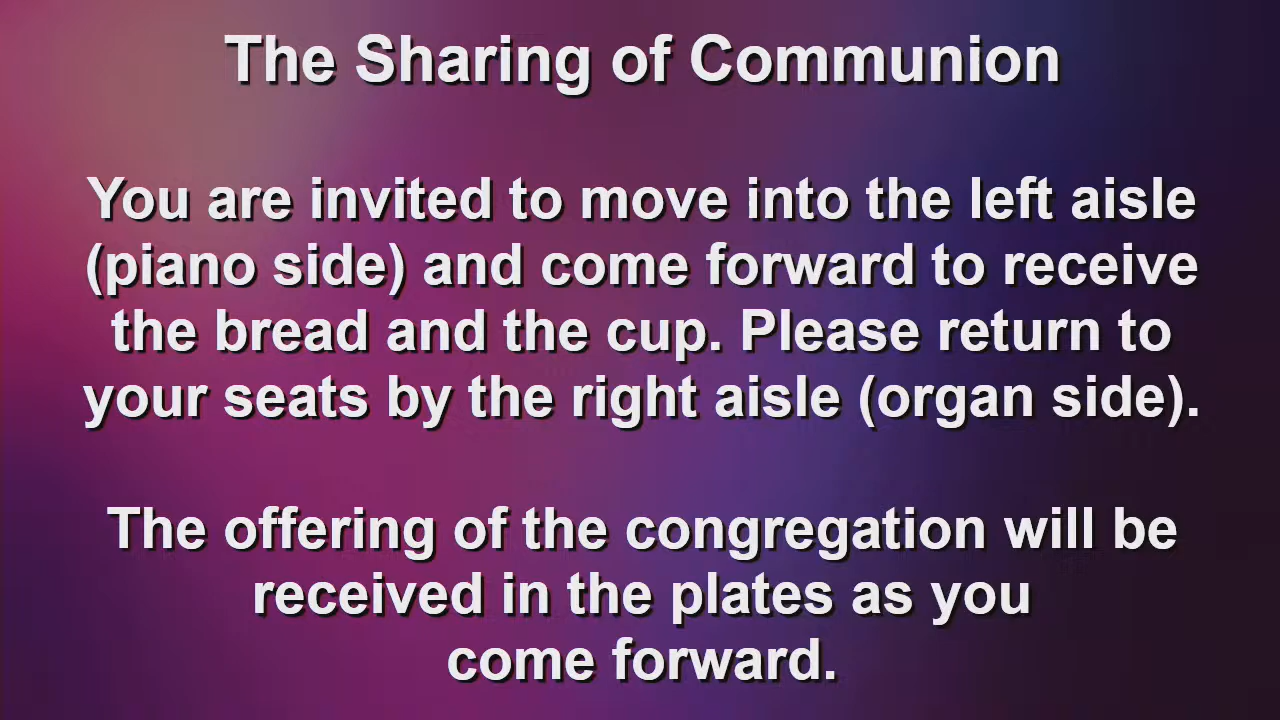 The Sharing of Communion
You are invited to move into the left aisle
(piano side) and come forward to receive
the bread and the cup. Please return to
your seats by the right aisle (organ side).
The offering of the congregation will be
received in the plates as you
come forward.